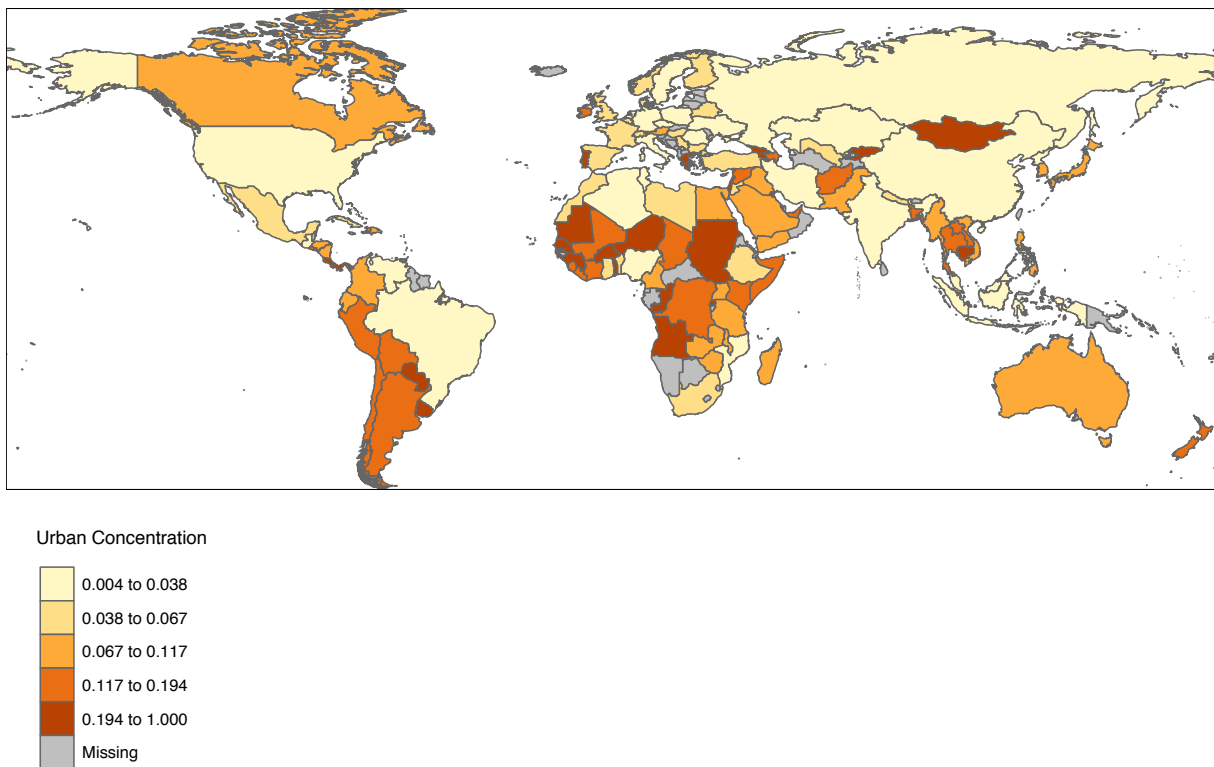 Urban Concentration
0.004 to 0.038
0.038 to 0.067
0.067 to 0.117
0.117 to 0.194
0.194 to 1.000
Missing